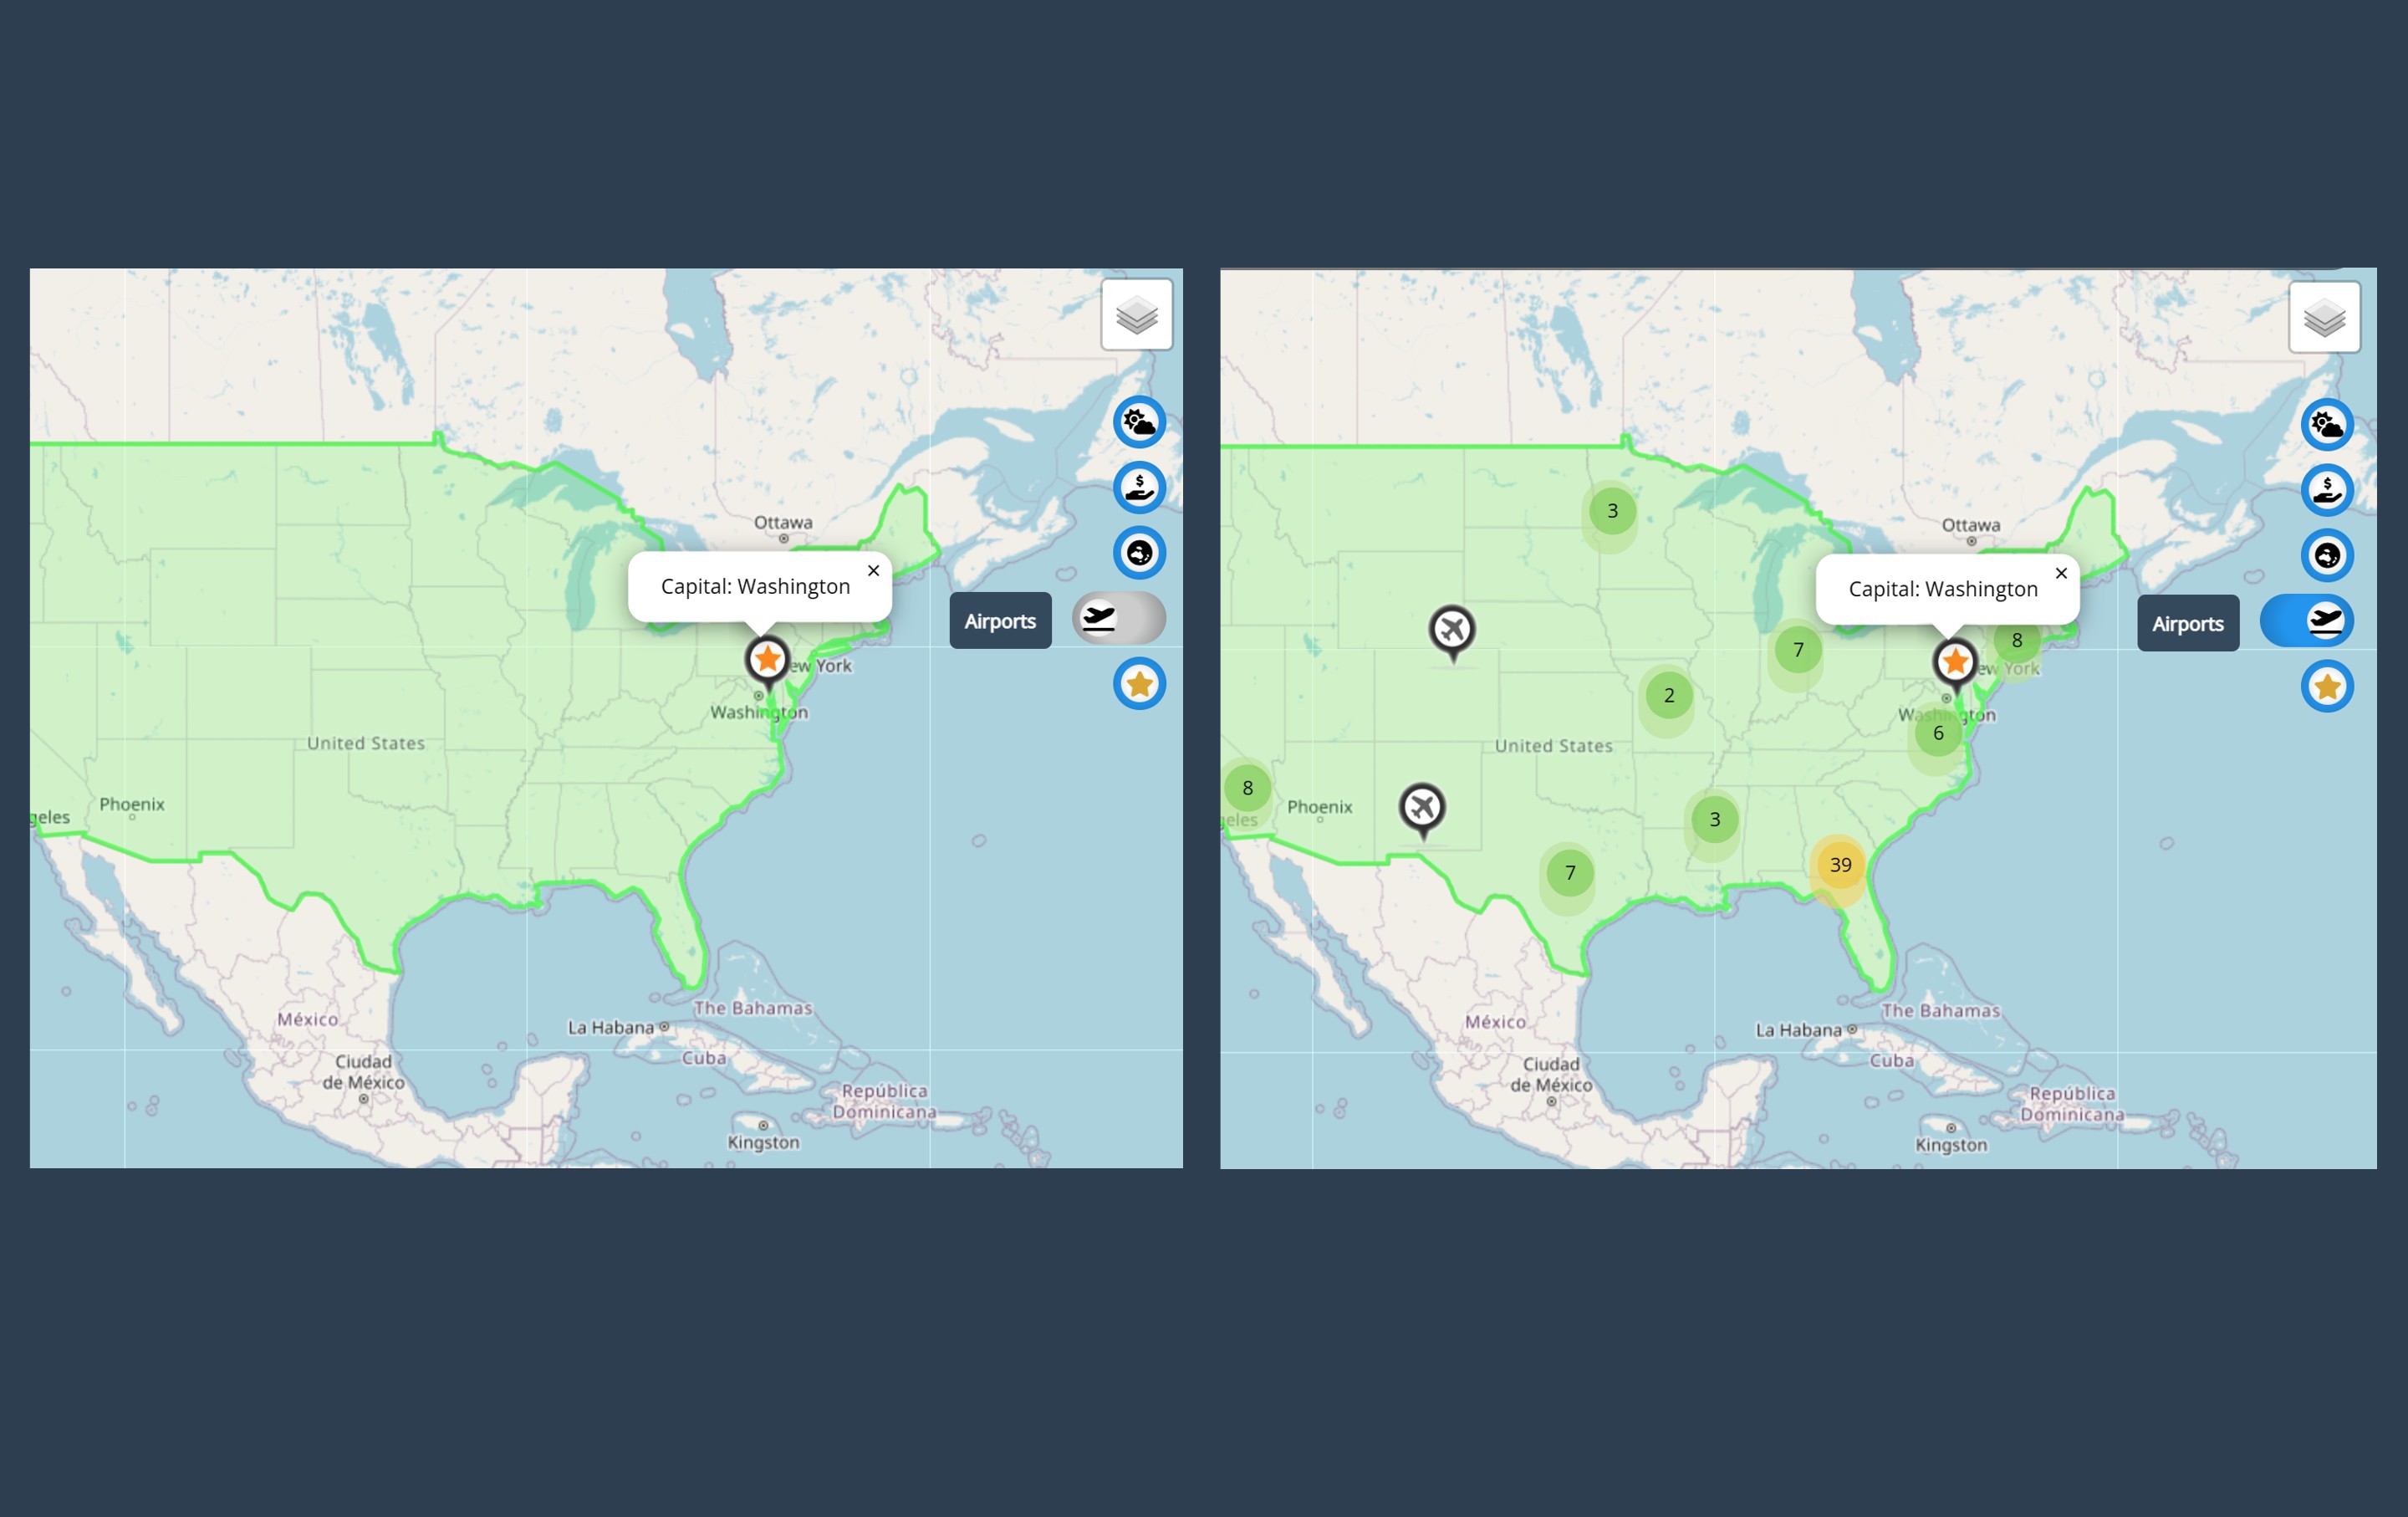 Ottawa
Capital: Washington
×
Airports
ew York
Washington
United States
Phoenix
geles
The Bahamas
México
La Habana
Cuba
Ciudad
de México
República
Dominicana
Kingston
3
Ottawa
Capital: Washington
×
Airports
8
7
ew York
2
Washington
6
United States
8
Phoenix
geles
3
39
7
The Bahamas
México
La Habana
Cuba
Ciudad
de México
República
Dominicana
Kingston